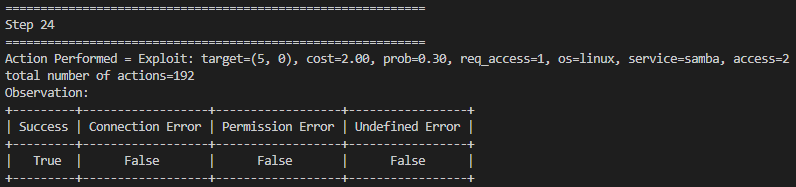 ============================================================
Step 24
============================================================
Action Performed = Exploit: target=(5, 0), cost=2.00, prob=0.30, req_access=1, os=linux, service=samba, access=2
total number of actions=192
Observation:
+---------+------------------+------------------+-----------------+
| Success | Connection Error | Permission Error | Undefined Error |
+---------+------------------+------------------+-----------------+
|   True  |      False       |      False       |      False      |
+---------+------------------+------------------+-----------------+